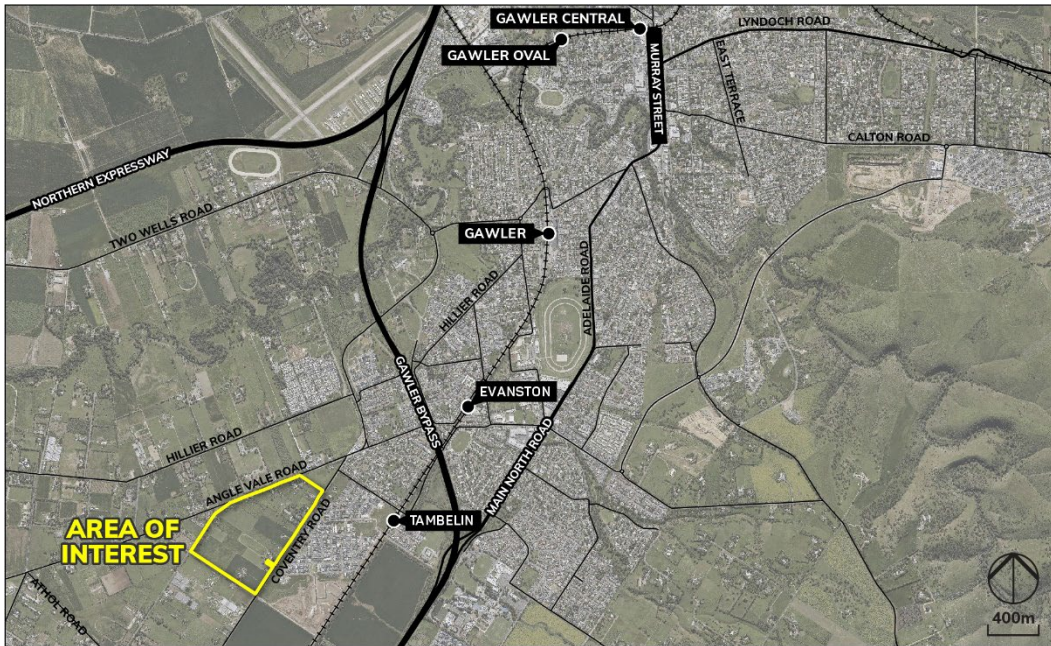 GAWLER CENTRAL
LYNDOCH ROAD
GAWLER OVAL
MURRAY STREET
EAST TERRACE
CALTON ROAD
NORTHERN EXPRESSWAY
TWO WELLS ROAD
GAWLER
HILLIER ROAD
ADELAIDE ROAD
GAWLER BYPASS
EVANSTON
HILLIER ROAD
MAIN NORTH ROAD
ANGLE VALE ROAD
AREA OF
INTEREST
COVENTRY ROAD
TAMBELIN
ATHOL ROAD
400m